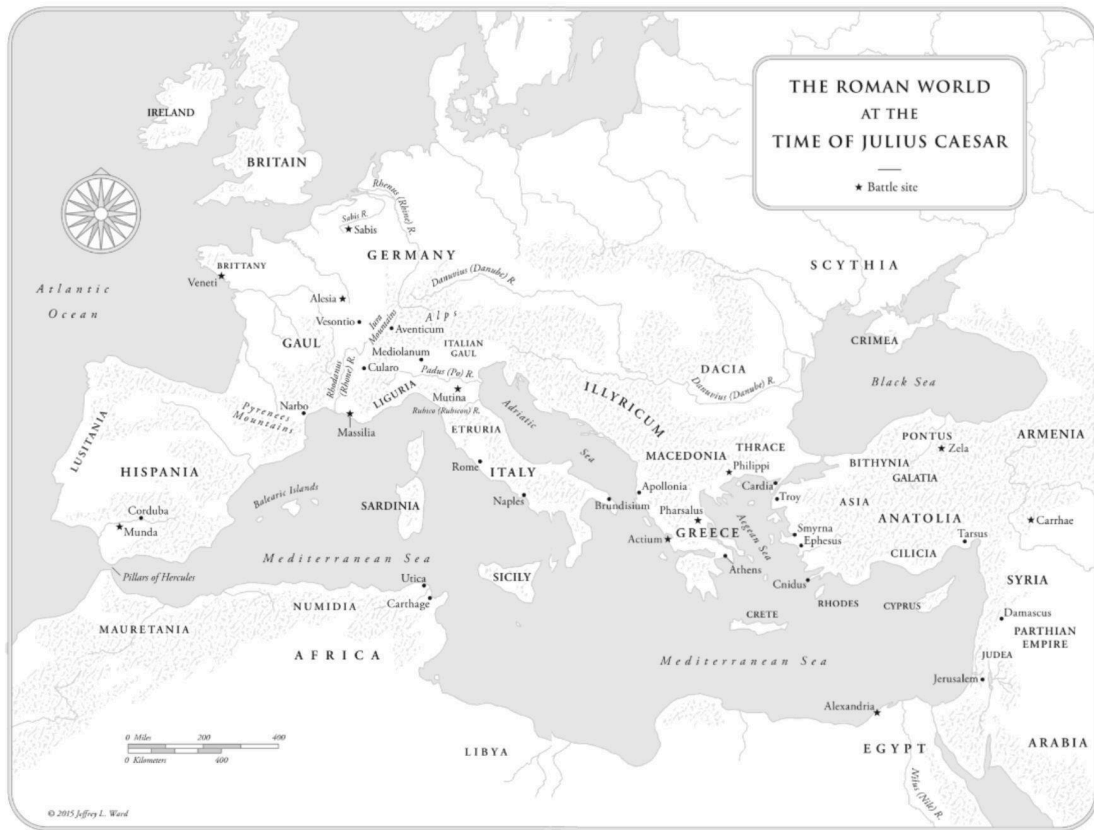 THE ROMAN WORLD
AT THE
TIME OF JULIUS CAESAR
★ Battle site
IRELAND
BRITAIN
Atlantic
Ocean
Rhenus (Rhone) R.
Sabis R.
★ Sabis
GERMANY
BRITTANY
Veneti ★
Danuvius (Danube) R.
Alesia ★
Vesontio •
Iura
Mountains
• Aventicum
Alps
GAUL
ITALIAN
GAUL
Mediolanum •
• Cularo
Padus (Po) R.
Rhodanus
(Rhone) R.
LIGURIA
Mutina ★
Rubico (Rubicon) R.
Narbo •
Massilia ★
Pyrenees
Mountains
ETRURIA
Adriatic
Sea
Rome •
ITALY
Naples •
Brundisium •
LUSITANIA
HISPANIA
Corduba •
★ Munda
Balearic Islands
SARDINIA
Pillars of Hercules
Mediterranean Sea
Utica •
Carthage •
SICILY
NUMIDIA
MAURETANIA
AFRICA
SCYTHIA
CRIMEA
DACIA
Danuvius (Danube) R.
Black Sea
ILLYRICUM
THRACE
MACEDONIA
★ Philippi
Apollonia •
Cardia •
• Troy
Pharsalus ★
Actium ★
GREECE
Aegean Sea
• Athens
PONTUS
★ Zela
ARMENIA
BITHYNIA
GALATIA
ASIA
ANATOLIA
★ Carrhae
• Smyrna
• Ephesus
Tarsus •
CILICIA
Cnidus •
RHODES
CYPRUS
CRETE
SYRIA
• Damascus
PARTHIAN
EMPIRE
JUDEA
Jerusalem •
Mediterranean Sea
Alexandria ★
EGYPT
ARABIA
Nilus (Nile) R.
LIBYA
0 Miles 200 400
0 Kilometers 400
© 2015 Jeffrey L. Ward